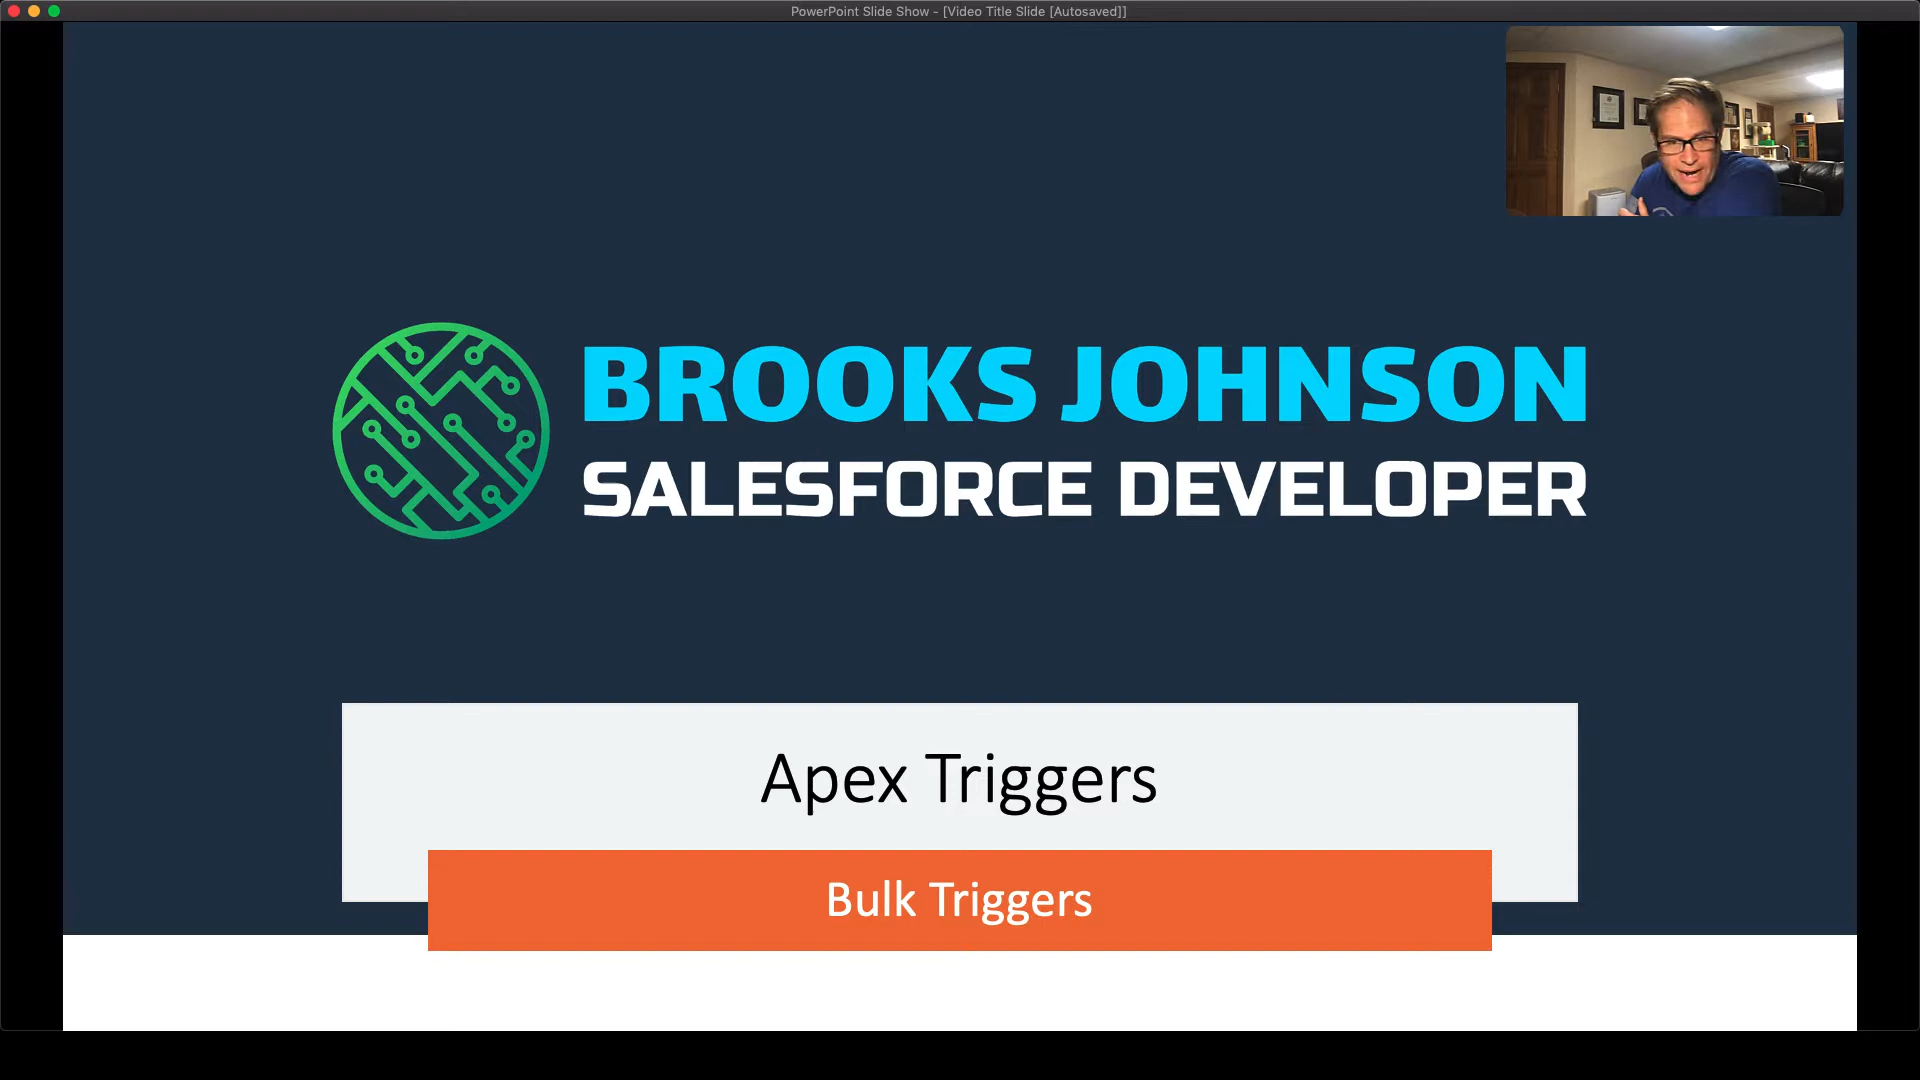 PowerPoint Slide Show - [Video Title Slide [Autosaved]]
BROOKS JOHNSON
SALESFORCE DEVELOPER
Apex Triggers
Bulk Triggers